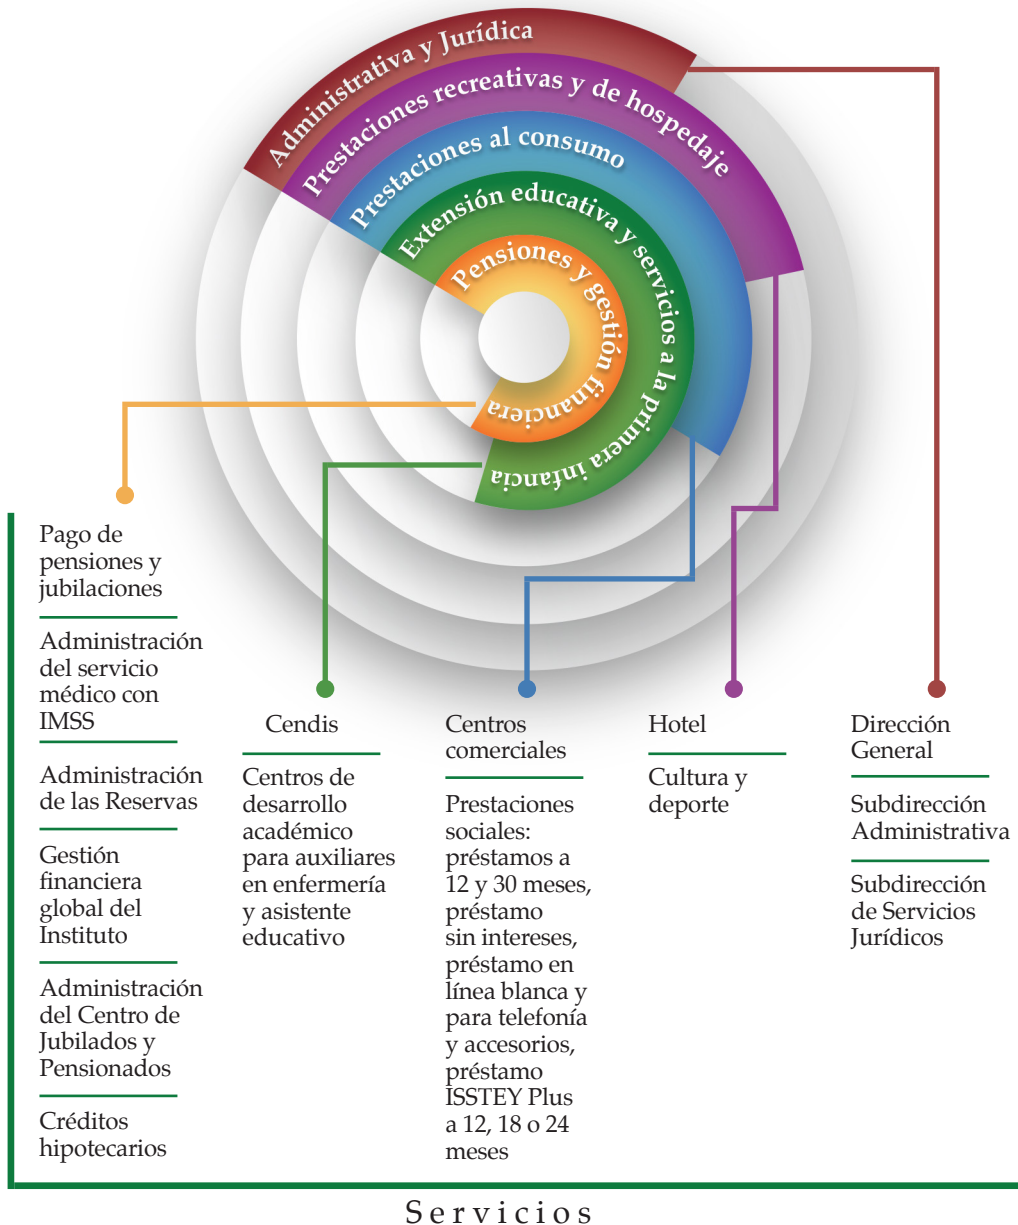 Administrativa y Jurídica
Prestaciones recreativas y de hospedaje
Prestaciones al consumo
Extensión educativa y servicios a la primera infancia
Pensiones y gestión financiera
Pago de
pensiones y
jubilaciones
Administración
del servicio
médico con
IMSS
Administración
de las Reservas
Gestión
financiera
global del
Instituto
Administración
del Centro de
Jubilados y
Pensionados
Créditos
hipotecarios
Cendis
Centros de
desarrollo
académico
para auxiliares
en enfermería
y asistente
educativo
Centros
comerciales
Prestaciones
sociales:
préstamos a
12 y 30 meses,
préstamo
sin intereses,
préstamo en
línea blanca y
para telefonía
y accesorios,
préstamo
ISSTEY Plus
a 12, 18 o 24
meses
Hotel
Cultura y
deporte
Dirección
General
Subdirección
Administrativa
Subdirección
de Servicios
Jurídicos
Servicios